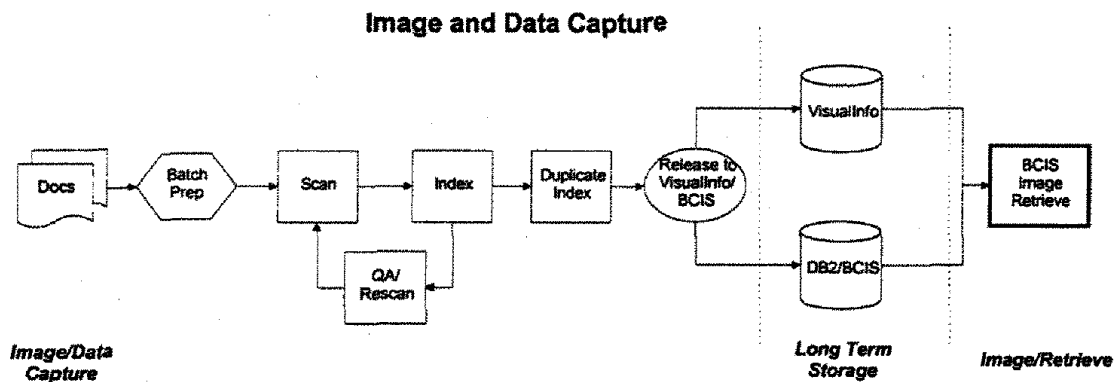 Image and Data Capture
Docs
Batch
Prep
Scan
Index
Duplicate
Index
Release to
VisualInfo/
BCIS
VisualInfo
DB2/BCIS
BCIS
Image
Retrieve
QA/
Rescan
Image/Data
Capture
Long Term
Storage
Image/Retrieve